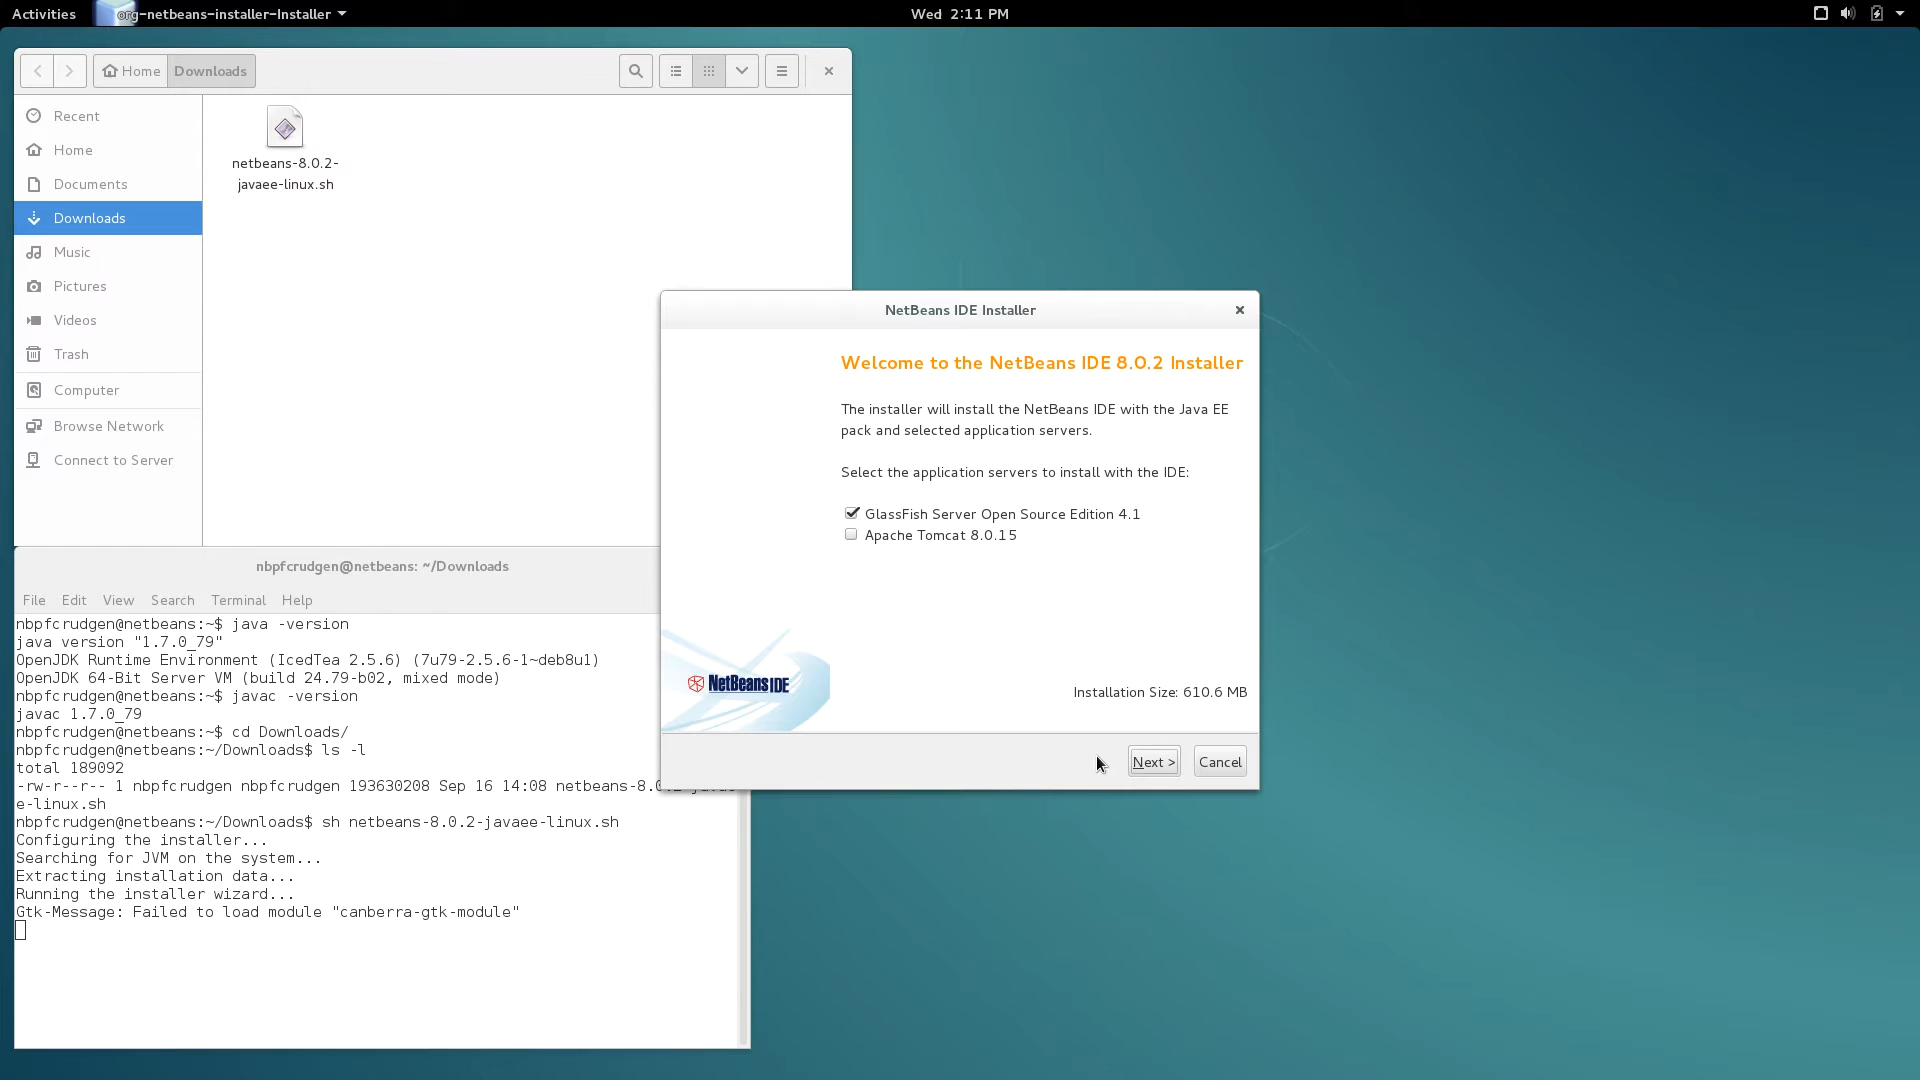 Activities
org-netbeans-installer-Installer
Wed 2:11 PM
Home
Downloads
Recent
Home
Documents
Downloads
Music
Pictures
Videos
Trash
Computer
Browse Network
Connect to Server
netbeans-8.0.2-
javaee-linux.sh
NetBeans IDE Installer
Welcome to the NetBeans IDE 8.0.2 Installer
The installer will install the NetBeans IDE with the Java EE
pack and selected application servers.
Select the application servers to install with the IDE:
GlassFish Server Open Source Edition 4.1
Apache Tomcat 8.0.15
NetBeans IDE
Installation Size: 610.6 MB
Next >
Cancel
nbpfcrudgen@netbeans: ~/Downloads
File Edit View Search Terminal Help
nbpfcrudgen@netbeans:~$ java -version
java version "1.7.0_79"
OpenJDK Runtime Environment (IcedTea 2.5.6) (7u79-2.5.6-1~deb8u1)
OpenJDK 64-Bit Server VM (build 24.79-b02, mixed mode)
nbpfcrudgen@netbeans:~$ javac -version
javac 1.7.0_79
nbpfcrudgen@netbeans:~$ cd Downloads/
nbpfcrudgen@netbeans:~/Downloads$ ls -l
total 189092
-rw-r--r-- 1 nbpfcrudgen nbpfcrudgen 193630208 Sep 16 14:08 netbeans-8.0.2-javae
e-linux.sh
nbpfcrudgen@netbeans:~/Downloads$ sh netbeans-8.0.2-javaee-linux.sh
Configuring the installer...
Searching for JVM on the system...
Extracting installation data...
Running the installer wizard...
Gtk-Message: Failed to load module "canberra-gtk-module"